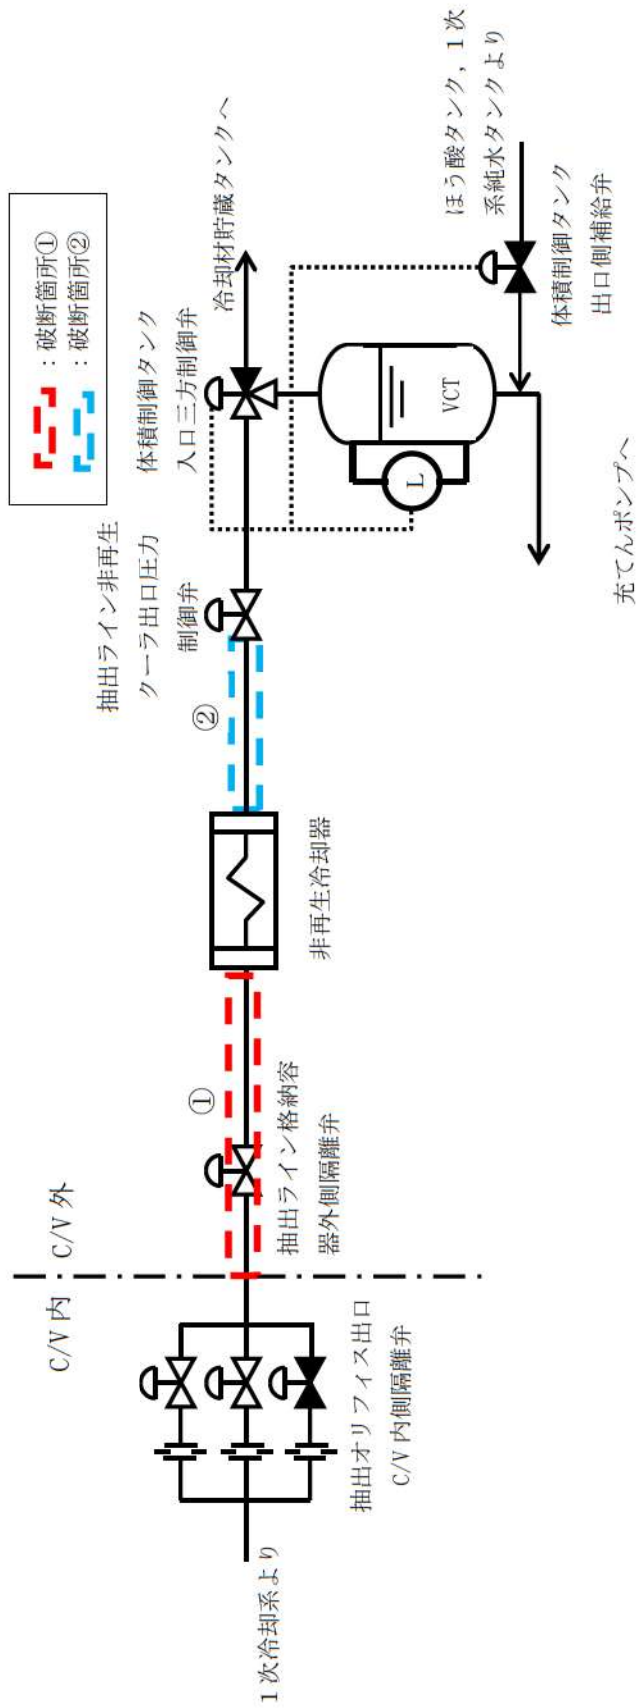 ：破断箇所①
：破断箇所②
C/V 内
C/V 外
1 次冷却系より
抽出オリフィス出口
C/V 内側隔離弁
①
抽出ライン格納容
器外側隔離弁
非再生冷却器
②
抽出ライン非再生
クーラ出口圧力
制御弁
体積制御タンク
入口三方制御弁
冷却材貯蔵タンクへ
L
VCT
ほう酸タンク，1 次
系純水タンクより
体積制御タンク
出口側補給弁
充てんポンプへ